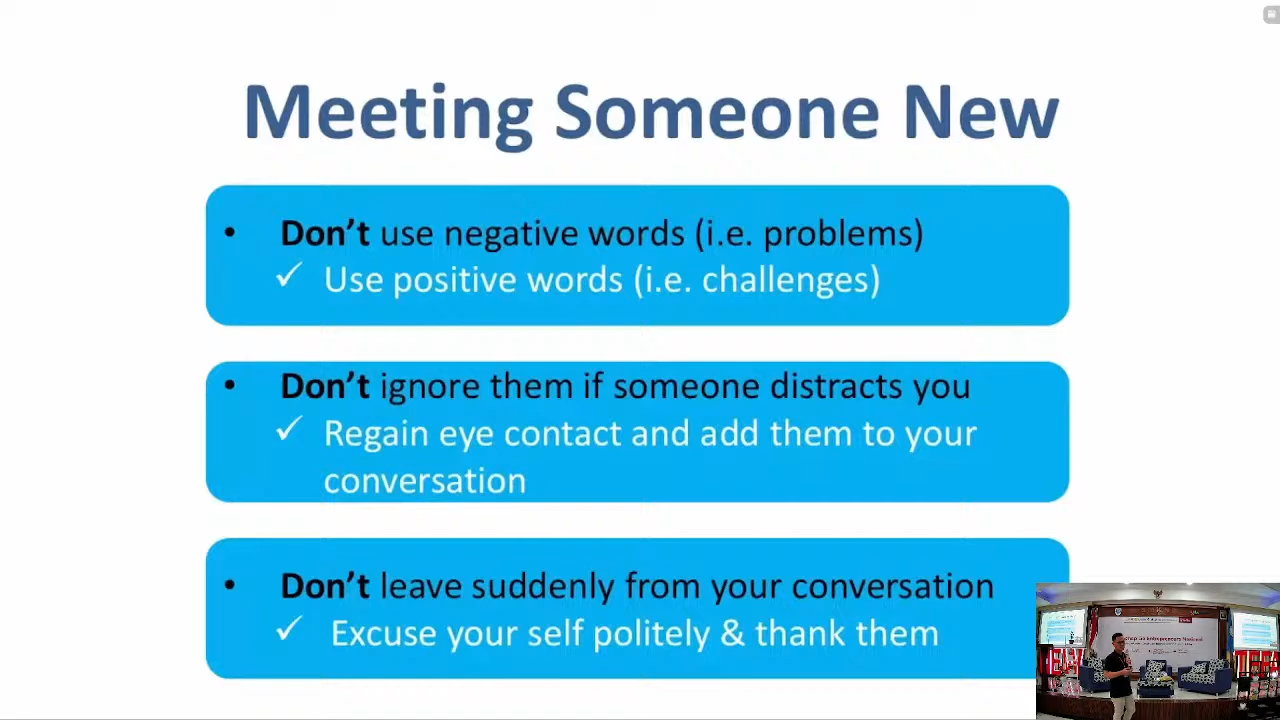 Meeting Someone New
• Don't use negative words (i.e. problems)
✓ Use positive words (i.e. challenges)
• Don't ignore them if someone distracts you
✓ Regain eye contact and add them to your
conversation
• Don't leave suddenly from your conversation
✓ Excuse your self politely & thank them